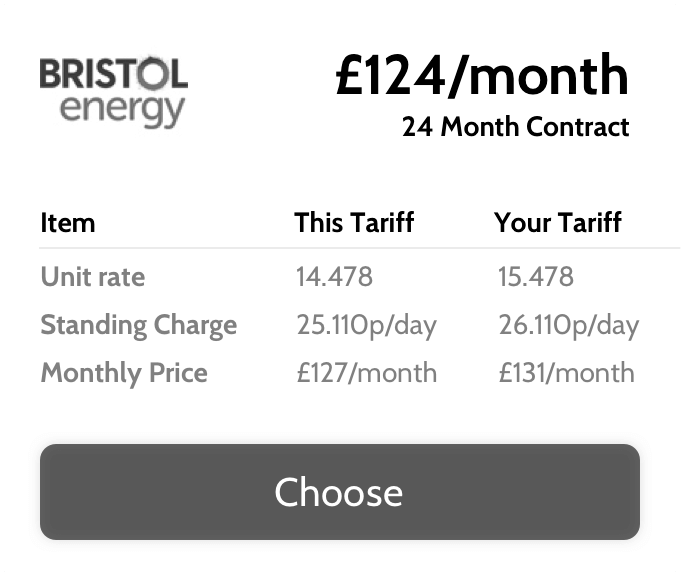 BRISTOL
energy
£124/month
24 Month Contract
Item This Tariff Your Tariff
Unit rate 14.478 15.478
Standing Charge 25.110p/day 26.110p/day
Monthly Price £127/month £131/month
Choose